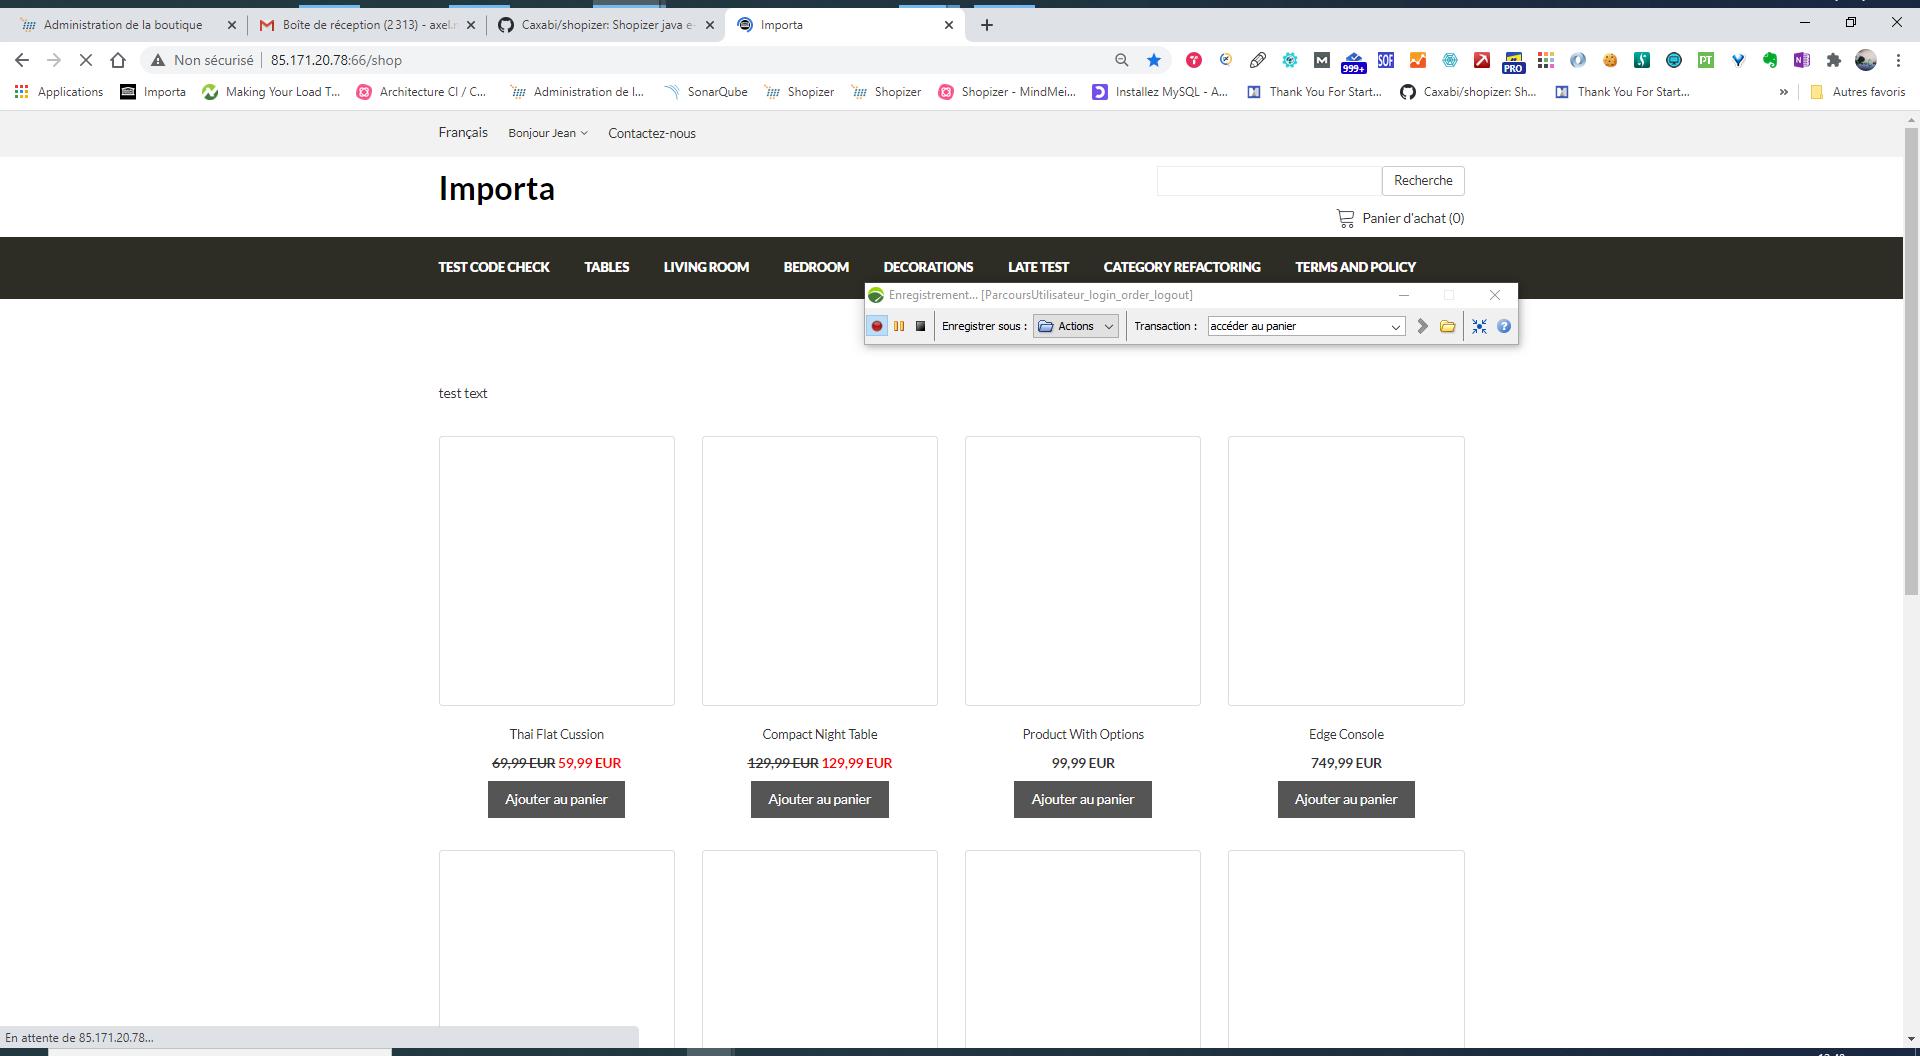 Administration de la boutique
Boîte de réception (2 313) - axel.r
Caxabi/shopizer: Shopizer java e-
Importa
Non sécurisé
85.171.20.78:66/shop
999+
SOF
PRO
PT
Applications
Importa
Making Your Load T...
Architecture CI / C...
Administration de l...
SonarQube
Shopizer
Shopizer
Shopizer - MindMei...
Installez MySQL - A...
Thank You For Start...
Caxabi/shopizer: Sh...
Thank You For Start...
»
Autres favoris
Français
Bonjour Jean
Contactez-nous
Importa
Recherche
Panier d'achat (0)
TEST CODE CHECK
TABLES
LIVING ROOM
BEDROOM
DECORATIONS
LATE TEST
CATEGORY REFACTORING
TERMS AND POLICY
Enregistrement... [ParcoursUtilisateur_login_order_logout]
Enregistrer sous :
Actions
Transaction :
accéder au panier
test text
Thai Flat Cussion
69,99 EUR 59,99 EUR
Ajouter au panier
Compact Night Table
129,99 EUR 129,99 EUR
Ajouter au panier
Product With Options
99,99 EUR
Ajouter au panier
Edge Console
749,99 EUR
Ajouter au panier
En attente de 85.171.20.78...